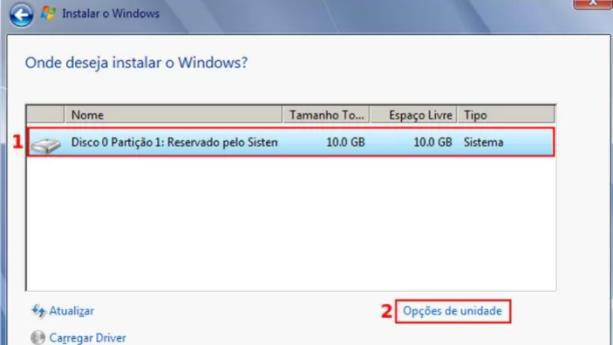 Instalar o Windows
Onde deseja instalar o Windows?
Nome Tamanho To... Espaço Livre Tipo
1 Disco 0 Partição 1: Reservado pelo Sisten 10.0 GB 10.0 GB Sistema
Atualizar 2 Opções de unidade
Carregar Driver